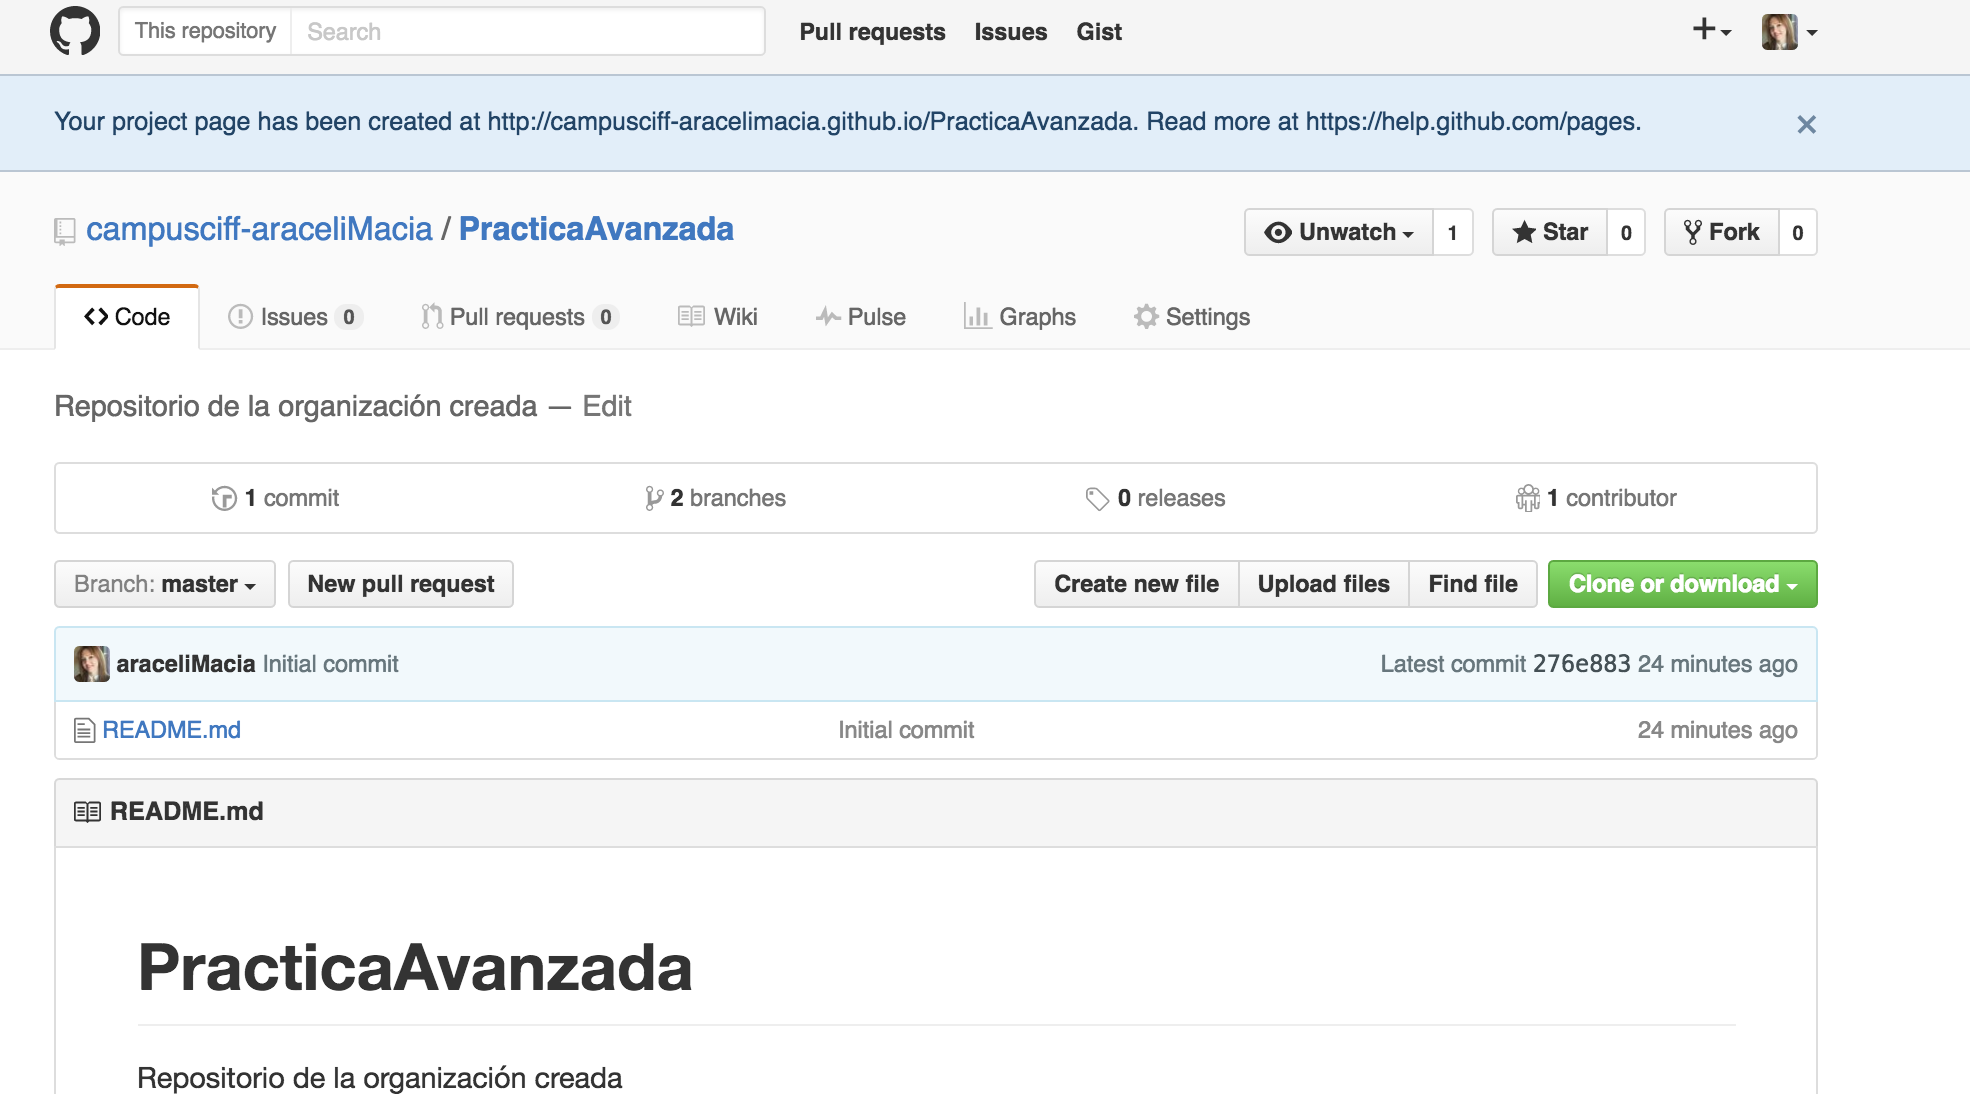 This repository Search Pull requests Issues Gist
Your project page has been created at http://campusciff-aracelimacia.github.io/PracticaAvanzada. Read more at https://help.github.com/pages.
campusciff-araceliMacia / PracticaAvanzada Unwatch 1 Star 0 Fork 0
Code Issues 0 Pull requests 0 Wiki Pulse Graphs Settings
Repositorio de la organización creada — Edit
1 commit 2 branches 0 releases 1 contributor
Branch: master New pull request Create new file Upload files Find file Clone or download
araceliMacia Initial commit Latest commit 276e883 24 minutes ago
README.md Initial commit 24 minutes ago
README.md
PracticaAvanzada
Repositorio de la organización creada